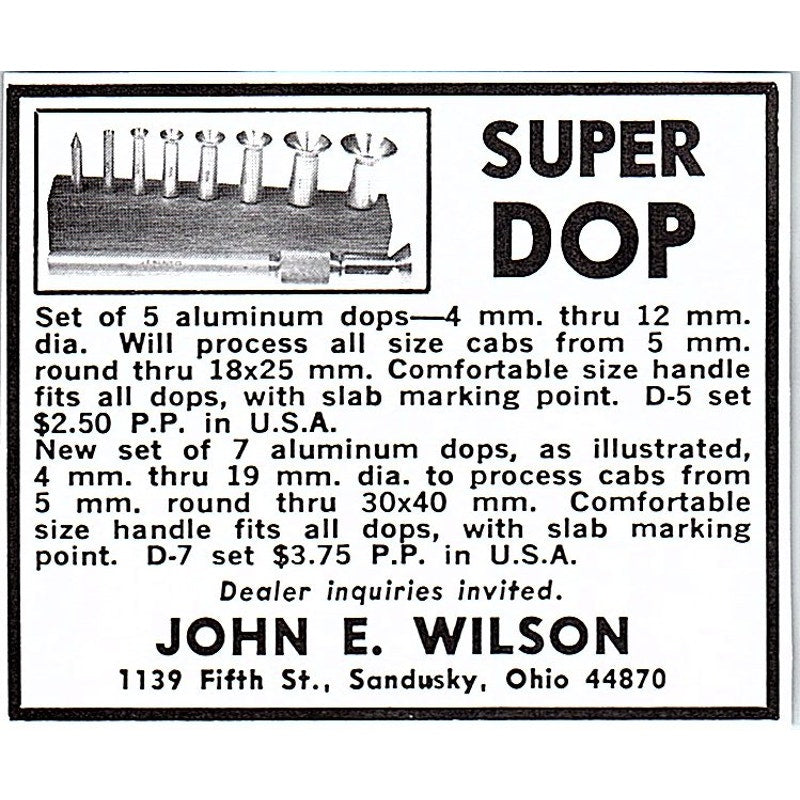 SUPER
DOP
Set of 5 aluminum dops—4 mm. thru 12 mm.
dia. Will process all size cabs from 5 mm.
round thru 18x25 mm. Comfortable size handle
fits all dops, with slab marking point. D-5 set
$2.50 P.P. in U.S.A.
New set of 7 aluminum dops, as illustrated,
4 mm. thru 19 mm. dia. to process cabs from
5 mm. round thru 30x40 mm. Comfortable
size handle fits all dops, with slab marking
point. D-7 set $3.75 P.P. in U.S.A.
Dealer inquiries invited.
JOHN E. WILSON
1139 Fifth St., Sandusky, Ohio 44870